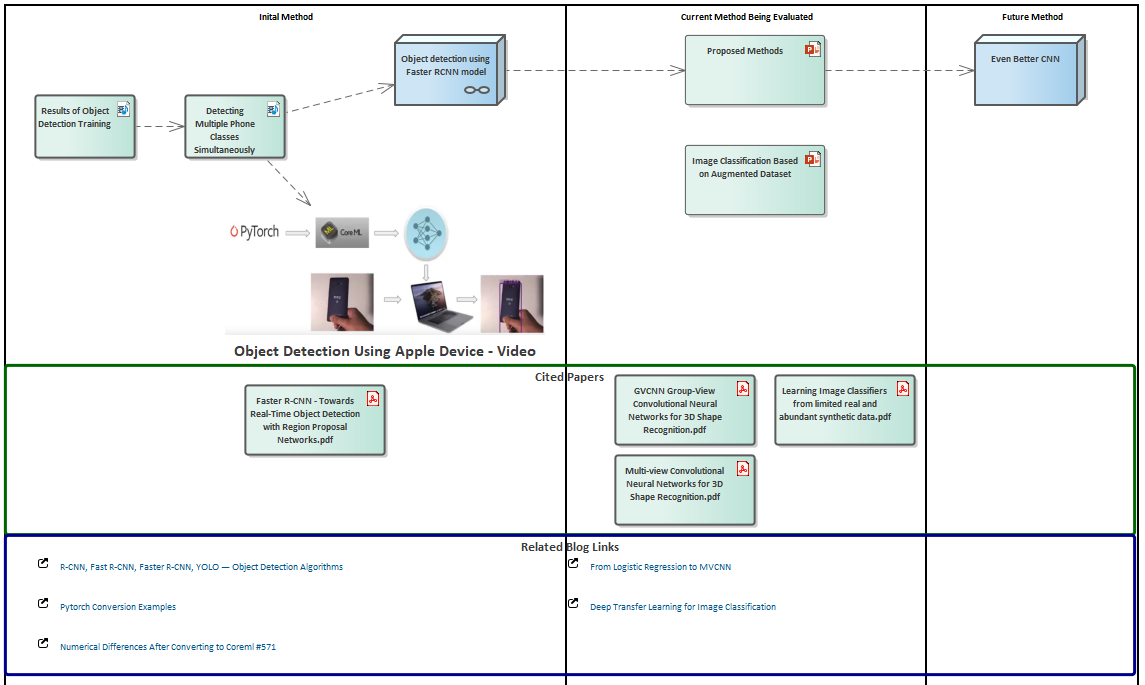 Inital Method
Current Method Being Evaluated
Future Method
Object detection using
Faster RCNN model
Proposed Methods
Even Better CNN
Results of Object
Detection Training
Detecting
Multiple Phone
Classes
Simultaneously
Image Classification Based
on Augmented Dataset
PyTorch
ML
Core ML
Object Detection Using Apple Device - Video
Cited Papers
Faster R-CNN - Towards
Real-Time Object Detection
with Region Proposal
Networks.pdf
GVCNN Group-View
Convolutional Neural
Networks for 3D Shape
Recognition.pdf
Learning Image Classifiers
from limited real and
abundant synthetic data.pdf
Multi-view Convolutional
Neural Networks for 3D
Shape Recognition.pdf
Related Blog Links
R-CNN, Fast R-CNN, Faster R-CNN, YOLO — Object Detection Algorithms
From Logistic Regression to MVCNN
Pytorch Conversion Examples
Deep Transfer Learning for Image Classification
Numerical Differences After Converting to Coreml #571